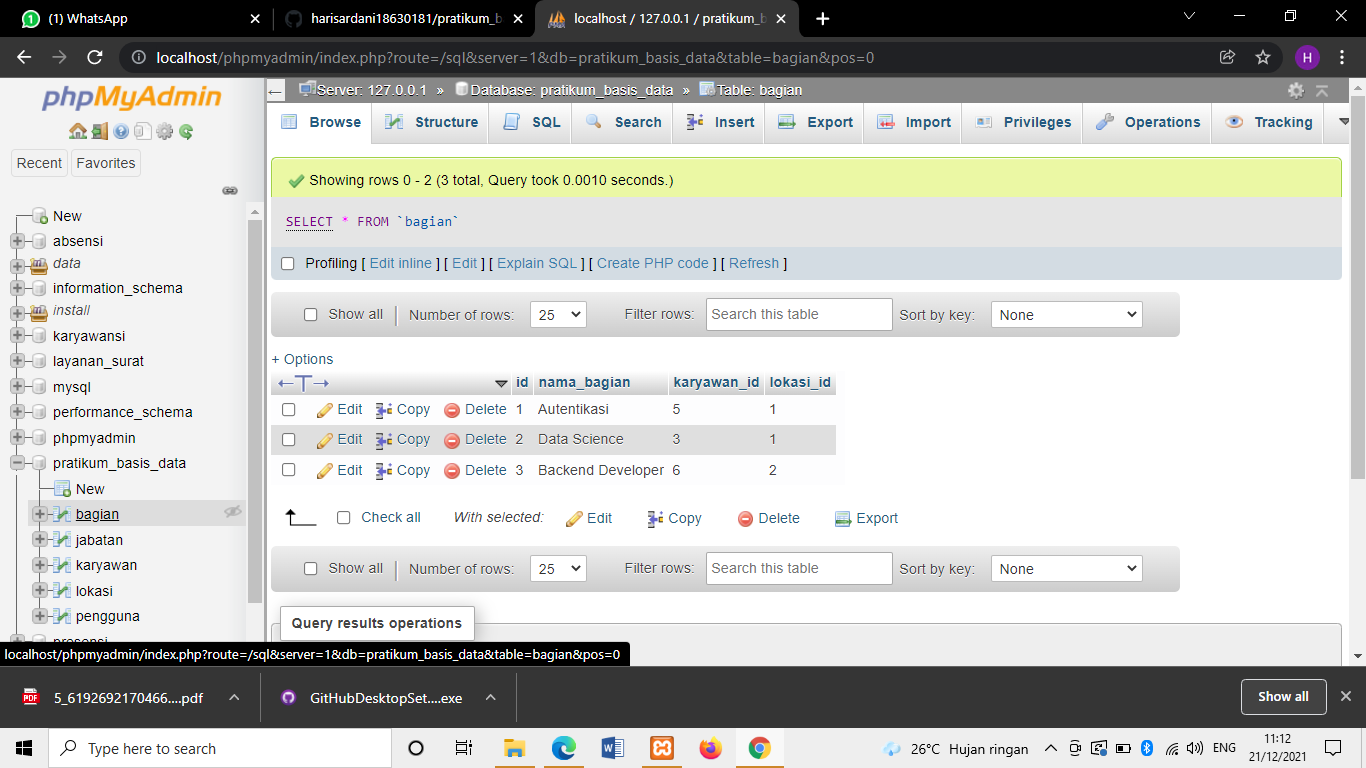 (1) WhatsApp
harisardani18630181/pratikum_b
localhost / 127.0.0.1 / pratikum_b
localhost/phpmyadmin/index.php?route=/sql&server=1&db=pratikum_basis_data&table=bagian&pos=0
H
phpMyAdmin
Recent
Favorites
New
absensi
data
information_schema
install
karyawansi
layanan_surat
mysql
performance_schema
phpmyadmin
pratikum_basis_data
New
bagian
jabatan
karyawan
lokasi
pengguna
presensi
Server: 127.0.0.1 » Database: pratikum_basis_data » Table: bagian
Browse Structure SQL Search Insert Export Import Privileges Operations Tracking
Showing rows 0 - 2 (3 total, Query took 0.0010 seconds.)
SELECT * FROM `bagian`
Profiling [ Edit inline ] [ Edit ] [ Explain SQL ] [ Create PHP code ] [ Refresh ]
Show all Number of rows: 25 Filter rows: Search this table Sort by key: None
+ Options
id nama_bagian karyawan_id lokasi_id
Edit Copy Delete 1 Autentikasi 5 1
Edit Copy Delete 2 Data Science 3 1
Edit Copy Delete 3 Backend Developer 6 2
Check all With selected: Edit Copy Delete Export
Show all Number of rows: 25 Filter rows: Search this table Sort by key: None
Query results operations
localhost/phpmyadmin/index.php?route=/sql&server=1&db=pratikum_basis_data&table=bagian&pos=0
PDF
5_6192692170466....pdf
GitHubDesktopSet....exe
Show all
Type here to search
26°C Hujan ringan
ENG
11:12
21/12/2021